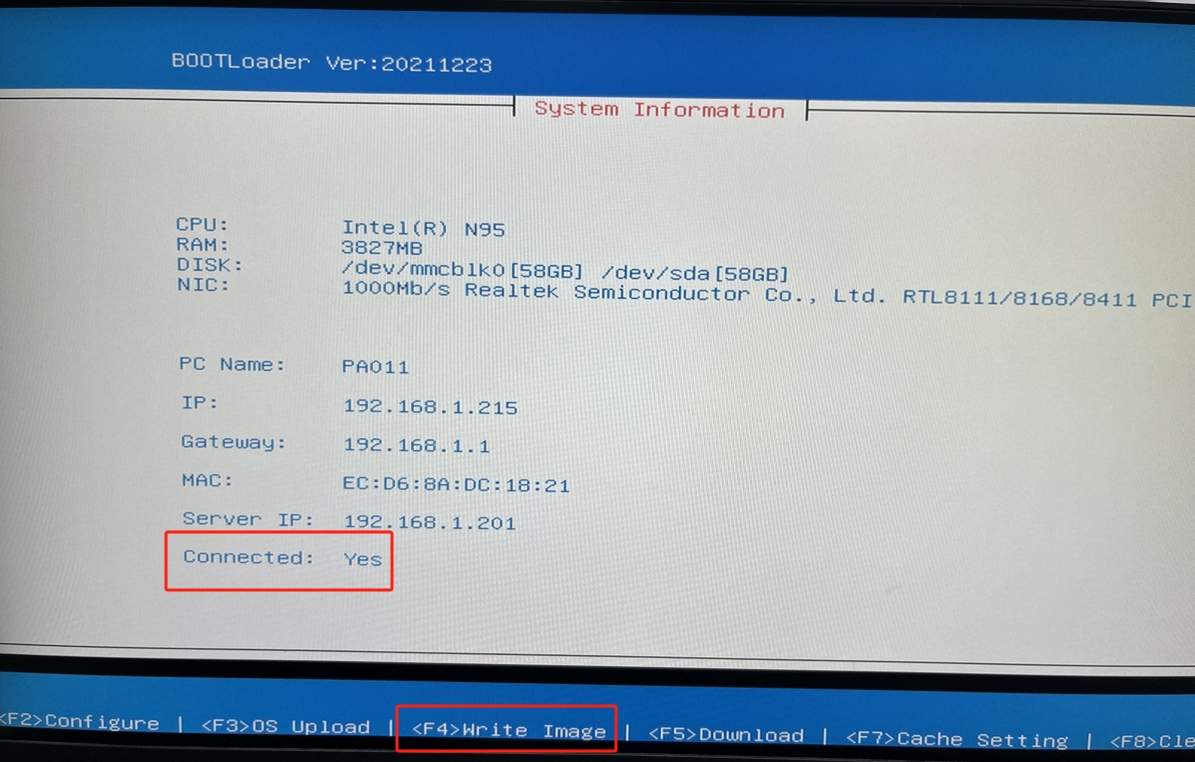 BOOTLoader Ver:20211223
System Information
CPU: Intel(R) N95
RAM: 3827MB
DISK: /dev/mmcblk0[58GB] /dev/sda[58GB]
NIC: 1000Mb/s Realtek Semiconductor Co., Ltd. RTL8111/8168/8411 PCI
PC Name: PA011
IP: 192.168.1.215
Gateway: 192.168.1.1
MAC: EC:D6:8A:DC:18:21
Server IP: 192.168.1.201
Connected: Yes
<F2>Configure | <F3>OS Upload | <F4>Write Image | <F5>Download | <F7>Cache Setting | <F8>Cle